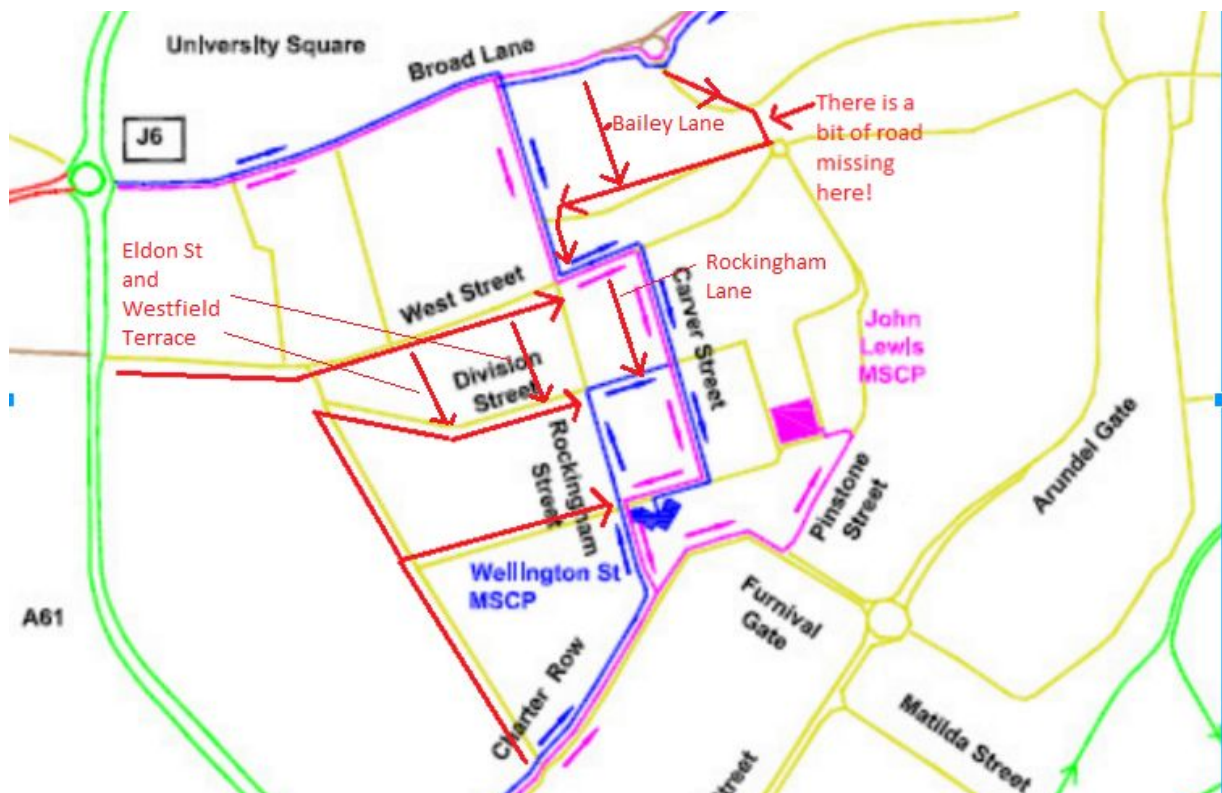 University Square
Broad Lane
J6
Bailey Lane
There is a
bit of road
missing
here!
Eldon St
and
Westfield
Terrace
West Street
Rockingham
Lane
Carver Street
John
Lewis
MSCP
Division
Street
Rockingham
Street
Arundel Gate
Pinstone
Street
Wellington St
MSCP
A61
Furnival
Gate
Charter Row
Matilda Street
Street